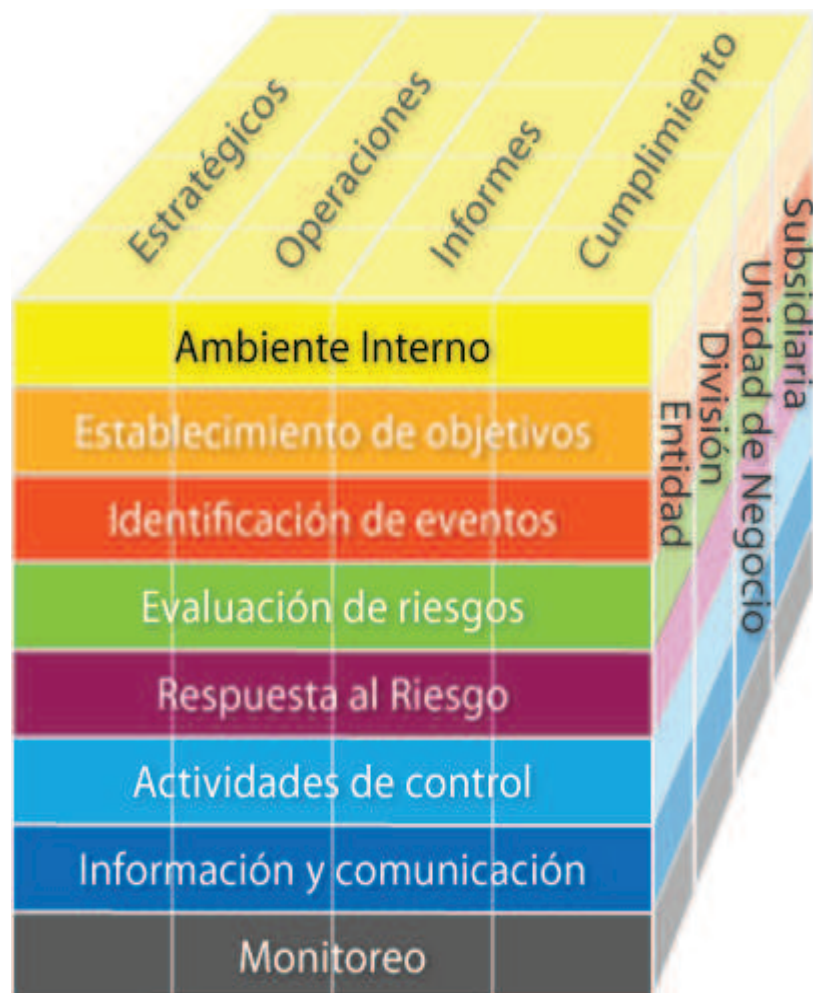 Estratégicos
Operaciones
Informes
Cumplimiento
Ambiente Interno
Establecimiento de objetivos
Identificación de eventos
Evaluación de riesgos
Respuesta al Riesgo
Actividades de control
Información y comunicación
Monitoreo
Entidad
División
Unidad de Negocio
Subsidiaria